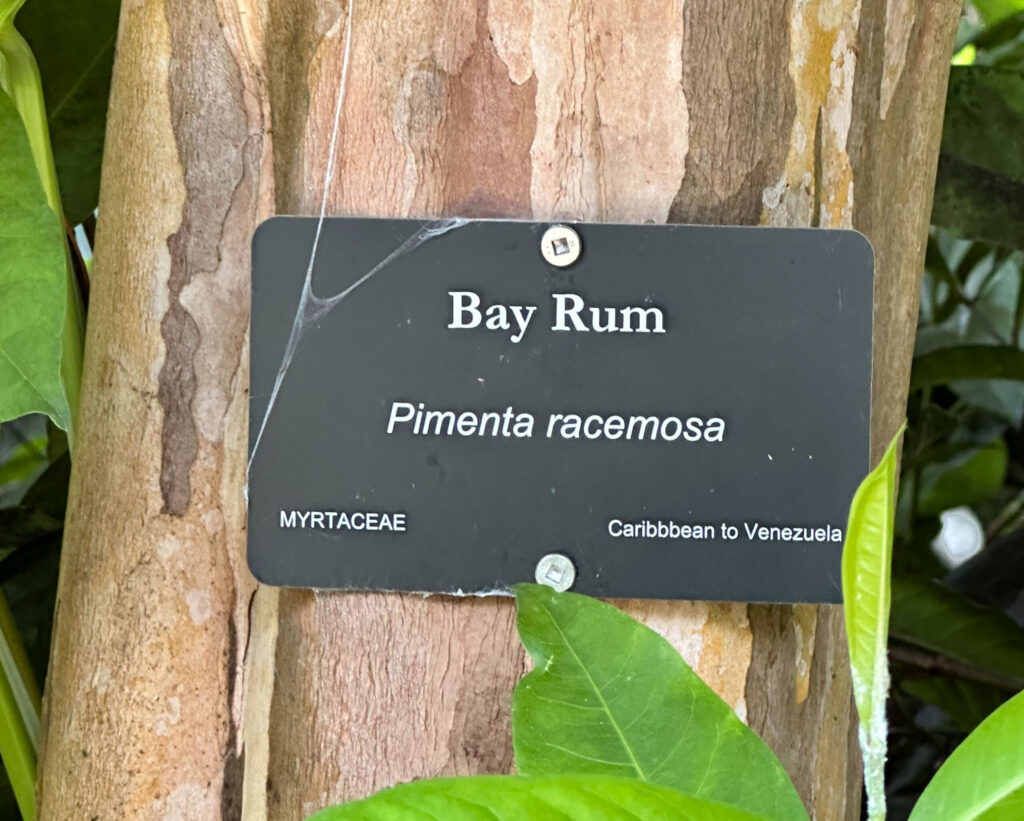 Bay Rum
Pimenta racemosa
MYRTACEAE
Caribbbean to Venezuela